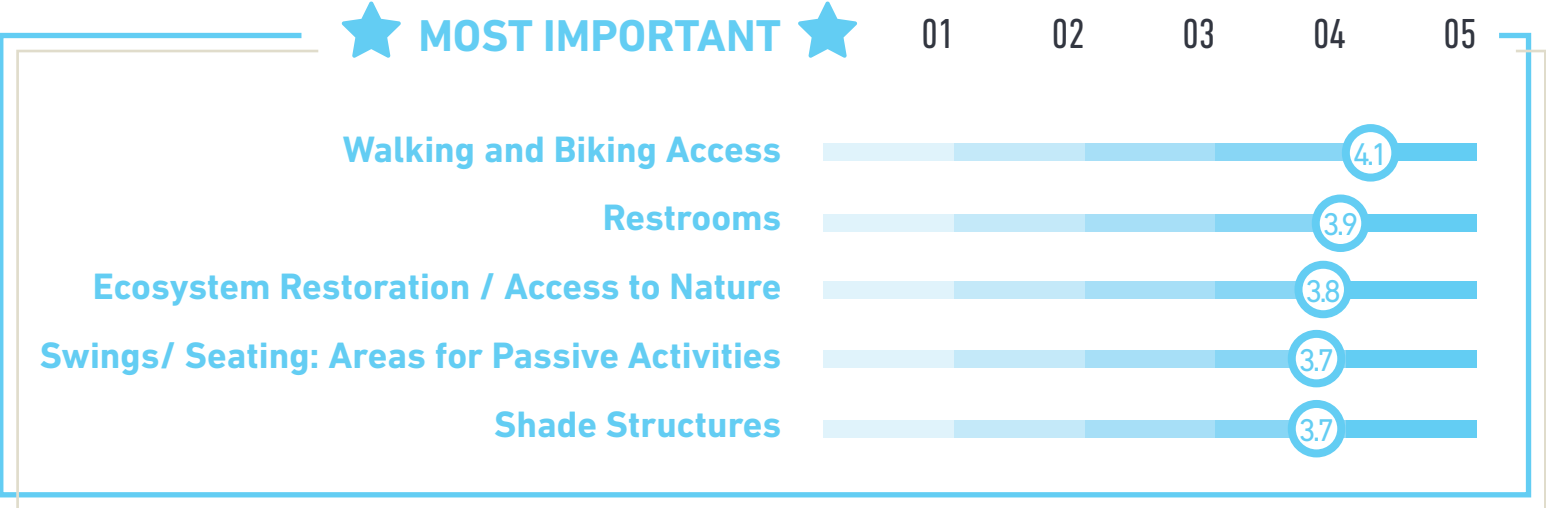 MOST IMPORTANT 01 02 03 04 05
Walking and Biking Access 4.1
Restrooms 3.9
Ecosystem Restoration / Access to Nature 3.8
Swings/ Seating: Areas for Passive Activities 3.7
Shade Structures 3.7